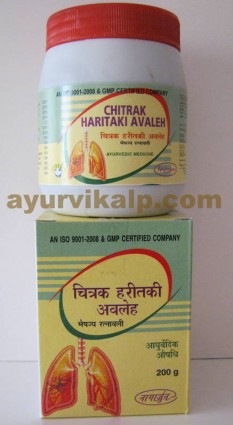 AN ISO 9001-2008 & GMP CERTIFIED COMPANY
CHITRAK
HARITAKI AVALEH
चित्रक हरीतकी अवलेह
भैषज्य रत्नावली
AYURVEDIC MEDICINE
ayurvikalp.com
AN ISO 9001-2008 & GMP CERTIFIED COMPANY
चित्रक हरीतकी
अवलेह
भैषज्य रत्नावली
आयुर्वेदिक
औषधि
200 g
नागार्जुन